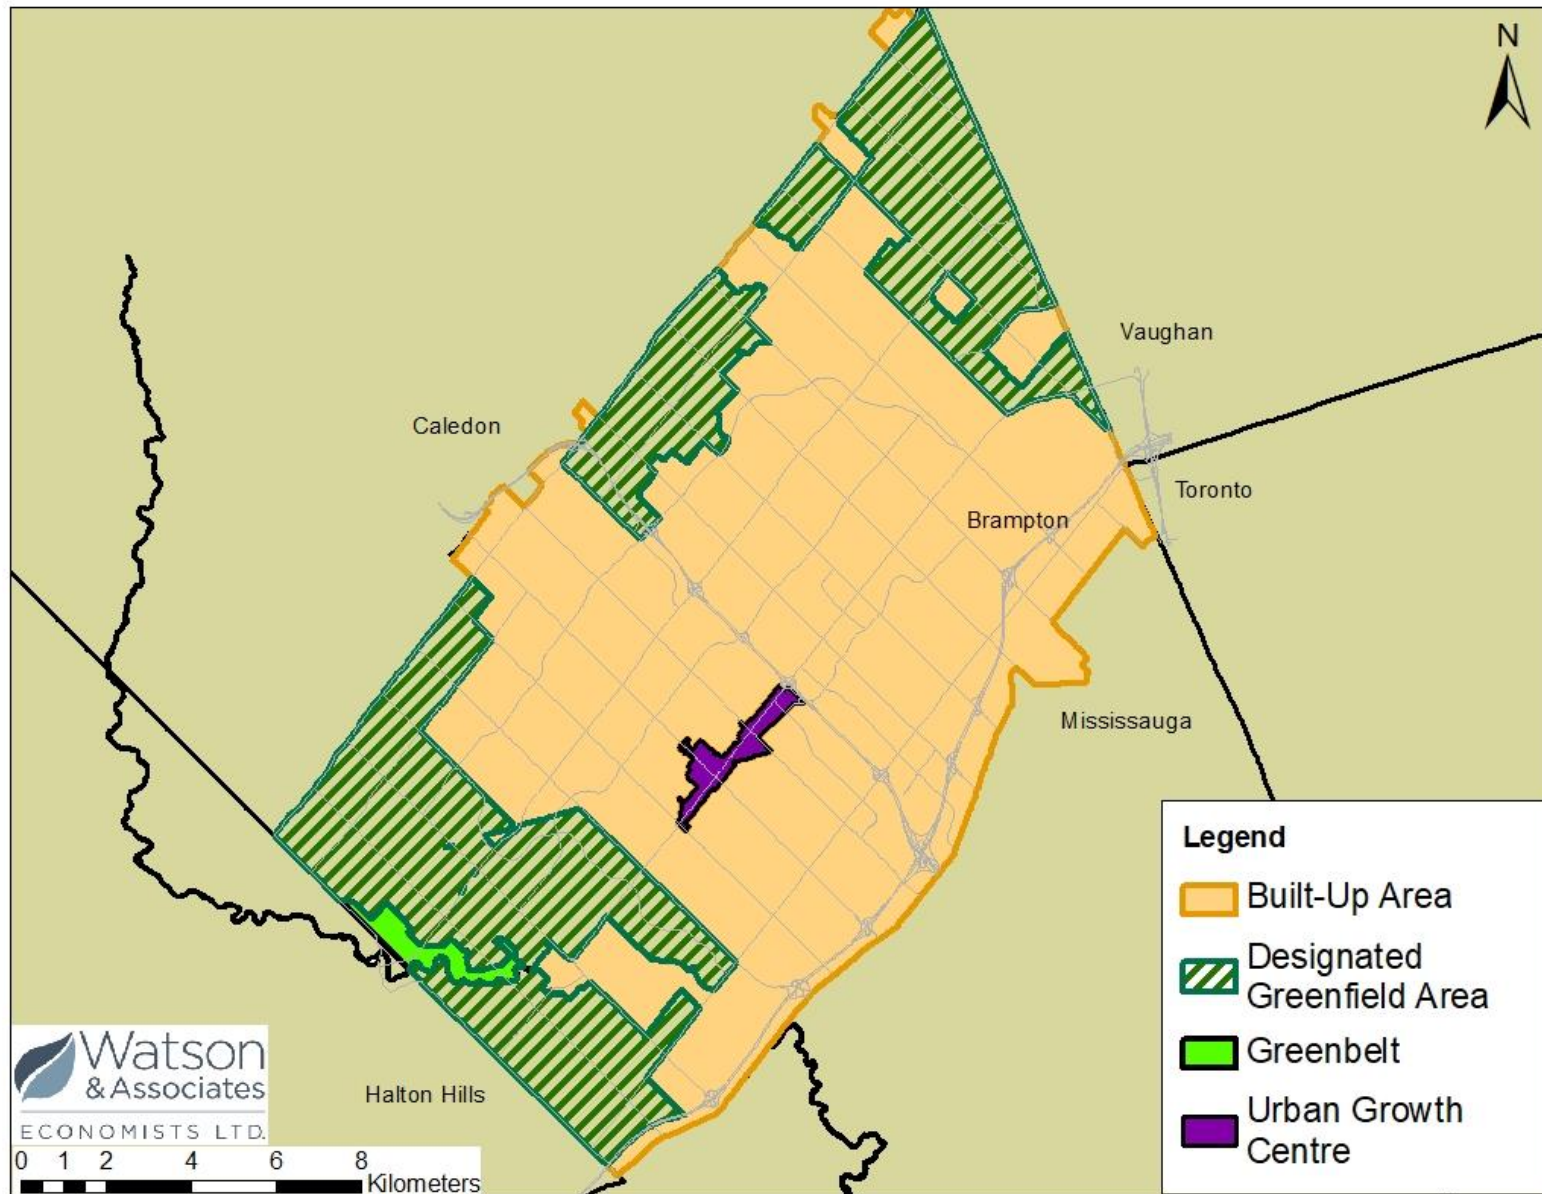 N
Vaughan
Caledon
Toronto
Brampton
Mississauga
Halton Hills
Legend
Built-Up Area
Designated
Greenfield Area
Greenbelt
Urban Growth
Centre
Watson
& Associates
ECONOMISTS LTD.
0 1 2 4 6 8
Kilometers